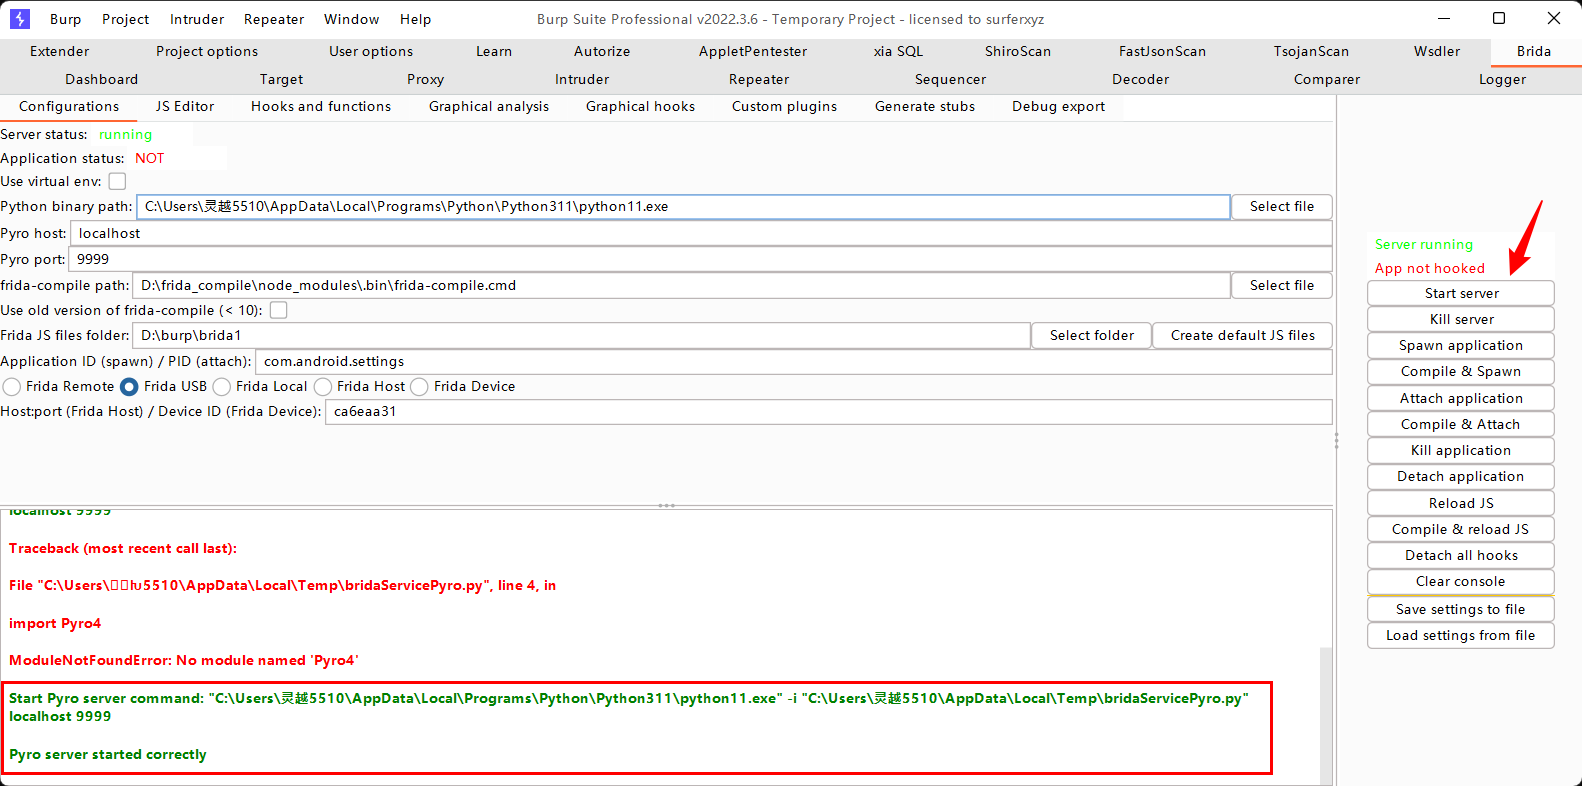 Burp Project Intruder Repeater Window Help Burp Suite Professional v2022.3.6 - Temporary Project - licensed to surferxyz
Extender Project options User options Learn Autorize AppletPentester xia SQL ShiroScan FastJsonScan TsojanScan Wsdler Brida
Dashboard Target Proxy Intruder Repeater Sequencer Decoder Comparer Logger
Configurations JS Editor Hooks and functions Graphical analysis Graphical hooks Custom plugins Generate stubs Debug export
Server status: running
Application status: NOT
Use virtual env:
Python binary path: C:\Users\灵越5510\AppData\Local\Programs\Python\Python311\python11.exe Select file
Pyro host: localhost
Pyro port: 9999
frida-compile path: D:\frida_compile\node_modules\.bin\frida-compile.cmd Select file
Use old version of frida-compile (< 10):
Frida JS files folder: D:\burp\brida1 Select folder Create default JS files
Application ID (spawn) / PID (attach): com.android.settings
Frida Remote Frida USB Frida Local Frida Host Frida Device
Host:port (Frida Host) / Device ID (Frida Device): ca6eaa31
localhost 9999
Traceback (most recent call last):
File "C:\Users\5510\AppData\Local\Temp\bridaServicePyro.py", line 4, in
import Pyro4
ModuleNotFoundError: No module named 'Pyro4'
Start Pyro server command: "C:\Users\灵越5510\AppData\Local\Programs\Python\Python311\python11.exe" -i "C:\Users\灵越5510\AppData\Local\Temp\bridaServicePyro.py"
localhost 9999
Pyro server started correctly
Server running
App not hooked
Start server
Kill server
Spawn application
Compile & Spawn
Attach application
Compile & Attach
Kill application
Detach application
Reload JS
Compile & reload JS
Detach all hooks
Clear console
Save settings to file
Load settings from file